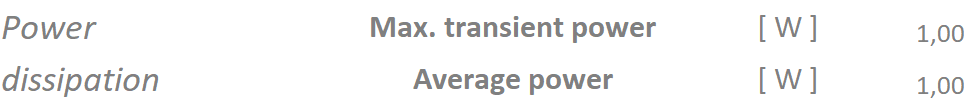 Power Max. transient power [ W ] 1,00
dissipation Average power [ W ] 1,00